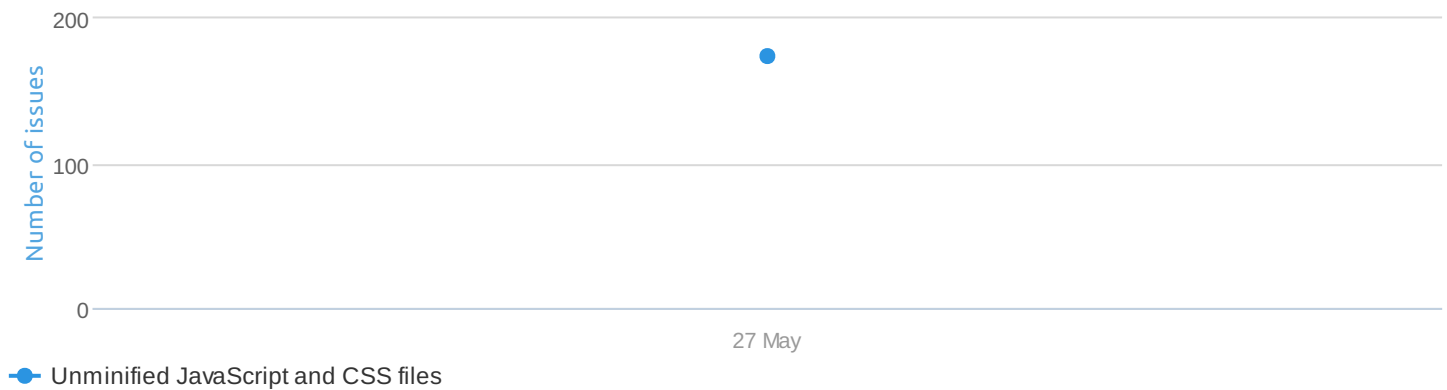 200
Number of issues
100
0
27 May
Unminified JavaScript and CSS files